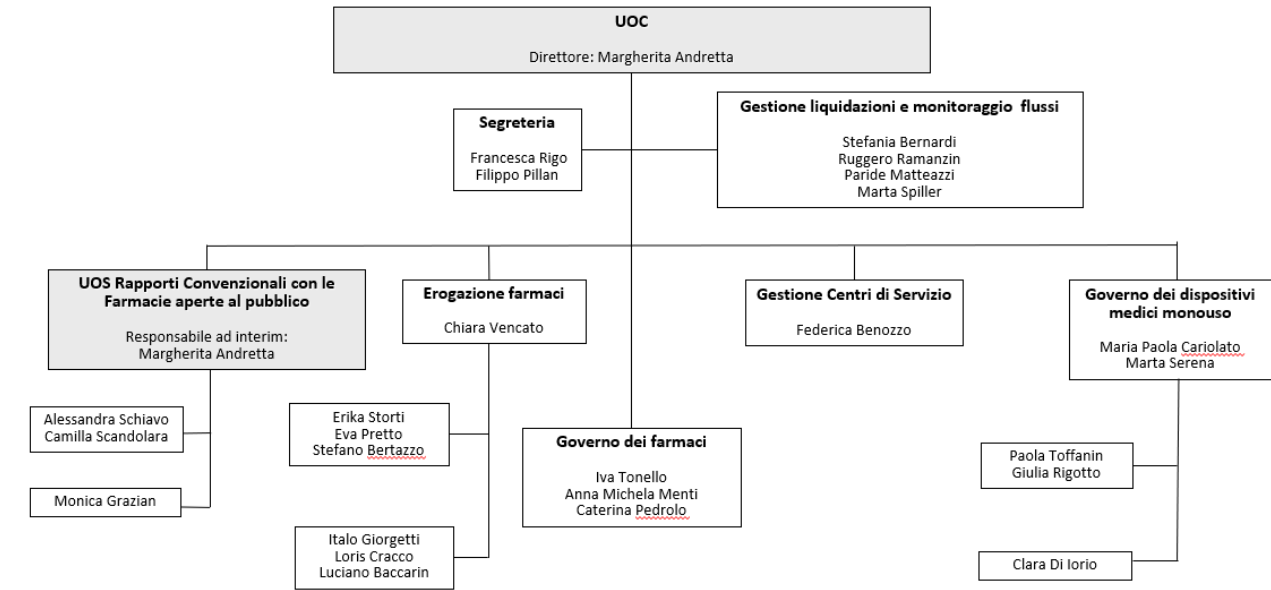 UOC
Direttore: Margherita Andretta
Segreteria
Francesca Rigo
Filippo Pillan
Gestione liquidazioni e monitoraggio flussi
Stefania Bernardi
Ruggero Ramanzin
Paride Matteazzi
Marta Spiller
UOS Rapporti Convenzionali con le
Farmacie aperte al pubblico
Responsabile ad interim:
Margherita Andretta
Alessandra Schiavo
Camilla Scandolara
Monica Grazian
Erogazione farmaci
Chiara Vencato
Erika Storti
Eva Pretto
Stefano Bertazzo
Italo Giorgetti
Loris Cracco
Luciano Baccarin
Governo dei farmaci
Iva Tonello
Anna Michela Menti
Caterina Pedrolo
Gestione Centri di Servizio
Federica Benozzo
Governo dei dispositivi
medici monouso
Maria Paola Cariolato
Marta Serena
Paola Toffanin
Giulia Rigotto
Clara Di Iorio